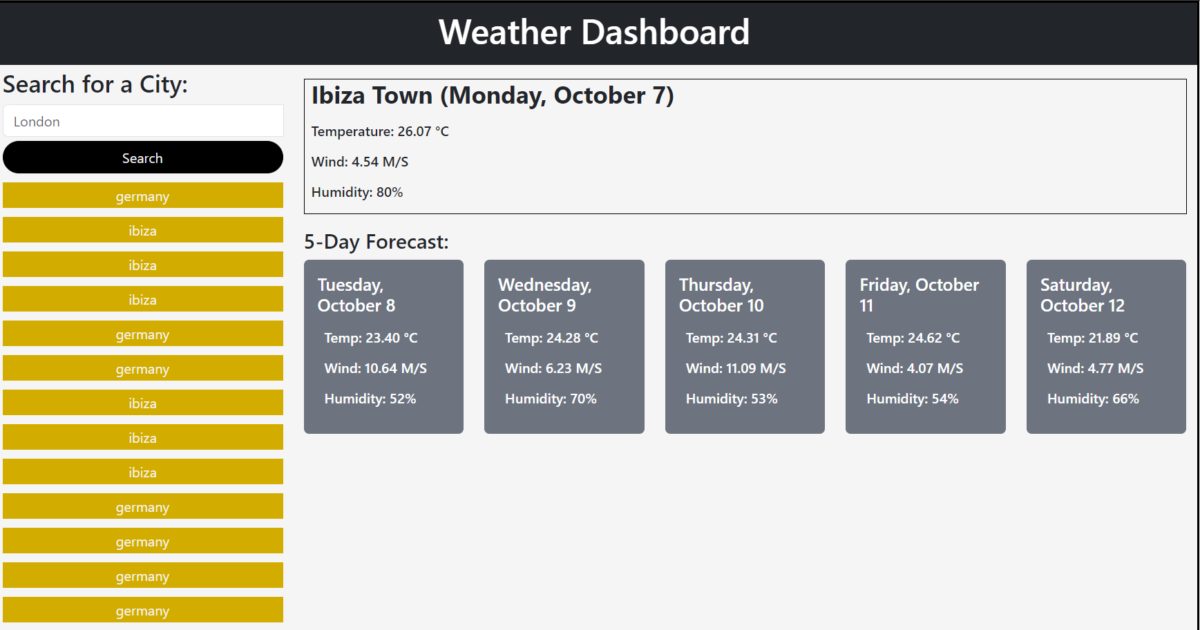 Weather Dashboard
Search for a City:
London
Search
germany
ibiza
ibiza
ibiza
germany
germany
ibiza
ibiza
ibiza
germany
germany
germany
germany
Ibiza Town (Monday, October 7)
Temperature: 26.07 °C
Wind: 4.54 M/S
Humidity: 80%
5-Day Forecast:
Tuesday,
October 8
Temp: 23.40 °C
Wind: 10.64 M/S
Humidity: 52%
Wednesday,
October 9
Temp: 24.28 °C
Wind: 6.23 M/S
Humidity: 70%
Thursday,
October 10
Temp: 24.31 °C
Wind: 11.09 M/S
Humidity: 53%
Friday, October
11
Temp: 24.62 °C
Wind: 4.07 M/S
Humidity: 54%
Saturday,
October 12
Temp: 21.89 °C
Wind: 4.77 M/S
Humidity: 66%